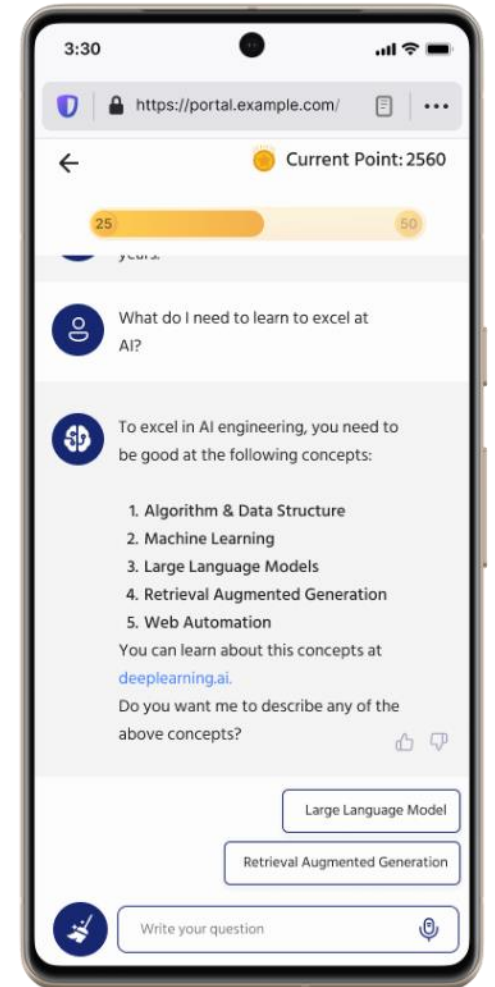 3:30
https://portal.example.com/
Current Point: 2560
25
50
years.
What do I need to learn to excel at
AI?
To excel in AI engineering, you need to
be good at the following concepts:
1. Algorithm & Data Structure
2. Machine Learning
3. Large Language Models
4. Retrieval Augmented Generation
5. Web Automation
You can learn about this concepts at
deeplearning.ai.
Do you want me to describe any of the
above concepts?
Large Language Model
Retrieval Augmented Generation
Write your question